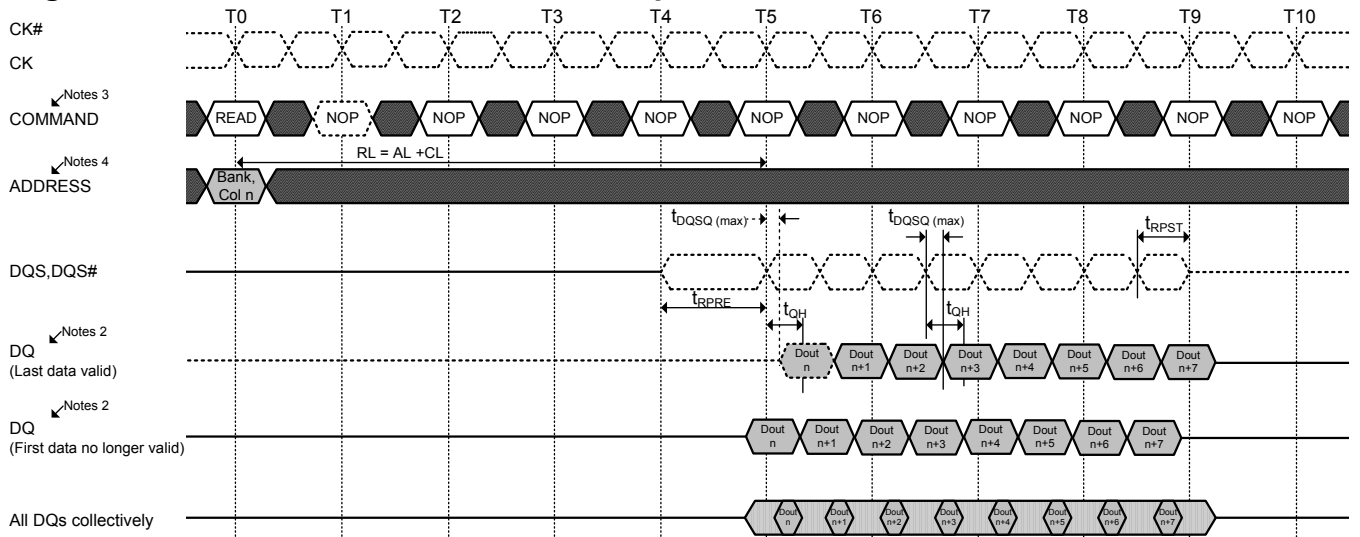 T0 T1 T2 T3 T4 T5 T6 T7 T8 T9 T10
CK#
CK
Notes 3
COMMAND
READ NOP NOP NOP NOP NOP NOP NOP NOP NOP NOP
RL = AL +CL
Notes 4
ADDRESS
Bank,
Col n
tDQSQ (max) tDQSQ (max) tRPST
DQS,DQS#
tRPRE tQH tQH
Notes 2
DQ
(Last data valid)
Dout Dout Dout Dout Dout Dout Dout Dout
n n+1 n+2 n+3 n+4 n+5 n+6 n+7
Notes 2
DQ
(First data no longer valid)
Dout Dout Dout Dout Dout Dout Dout Dout
n n+1 n+2 n+3 n+4 n+5 n+6 n+7
All DQs collectively
Dout Dout Dout Dout Dout Dout Dout Dout
n n+1 n+2 n+3 n+4 n+5 n+6 n+7